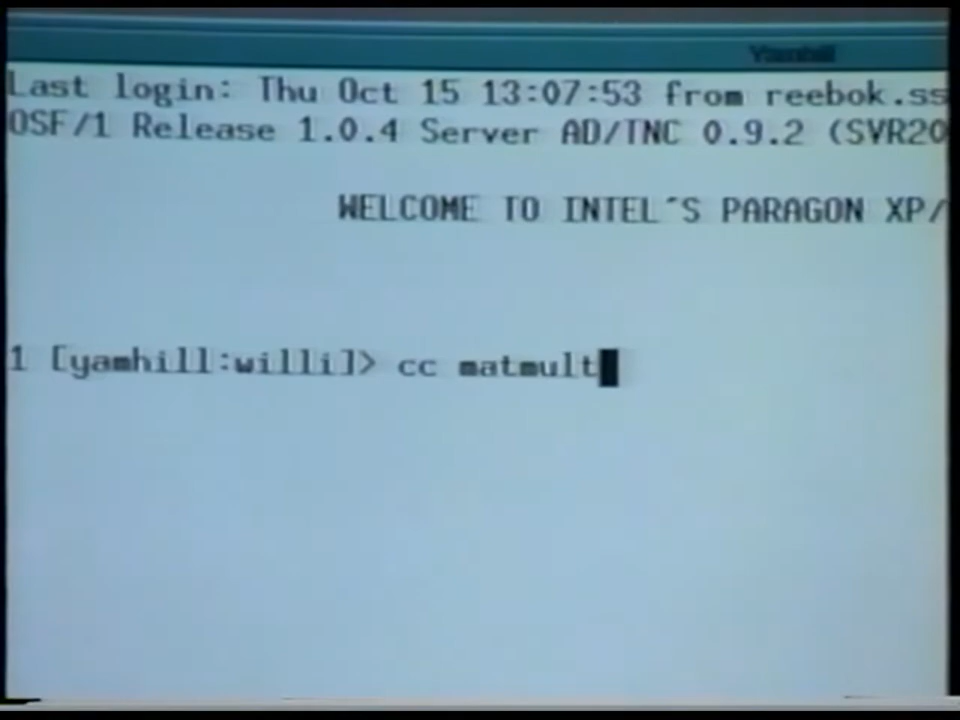 Yamhill
Last login: Thu Oct 15 13:07:53 from reebok.ss
OSF/1 Release 1.0.4 Server AD/TNC 0.9.2 (SVR20
WELCOME TO INTEL´S PARAGON XP/
1 [yamhill:willi]> cc matmult